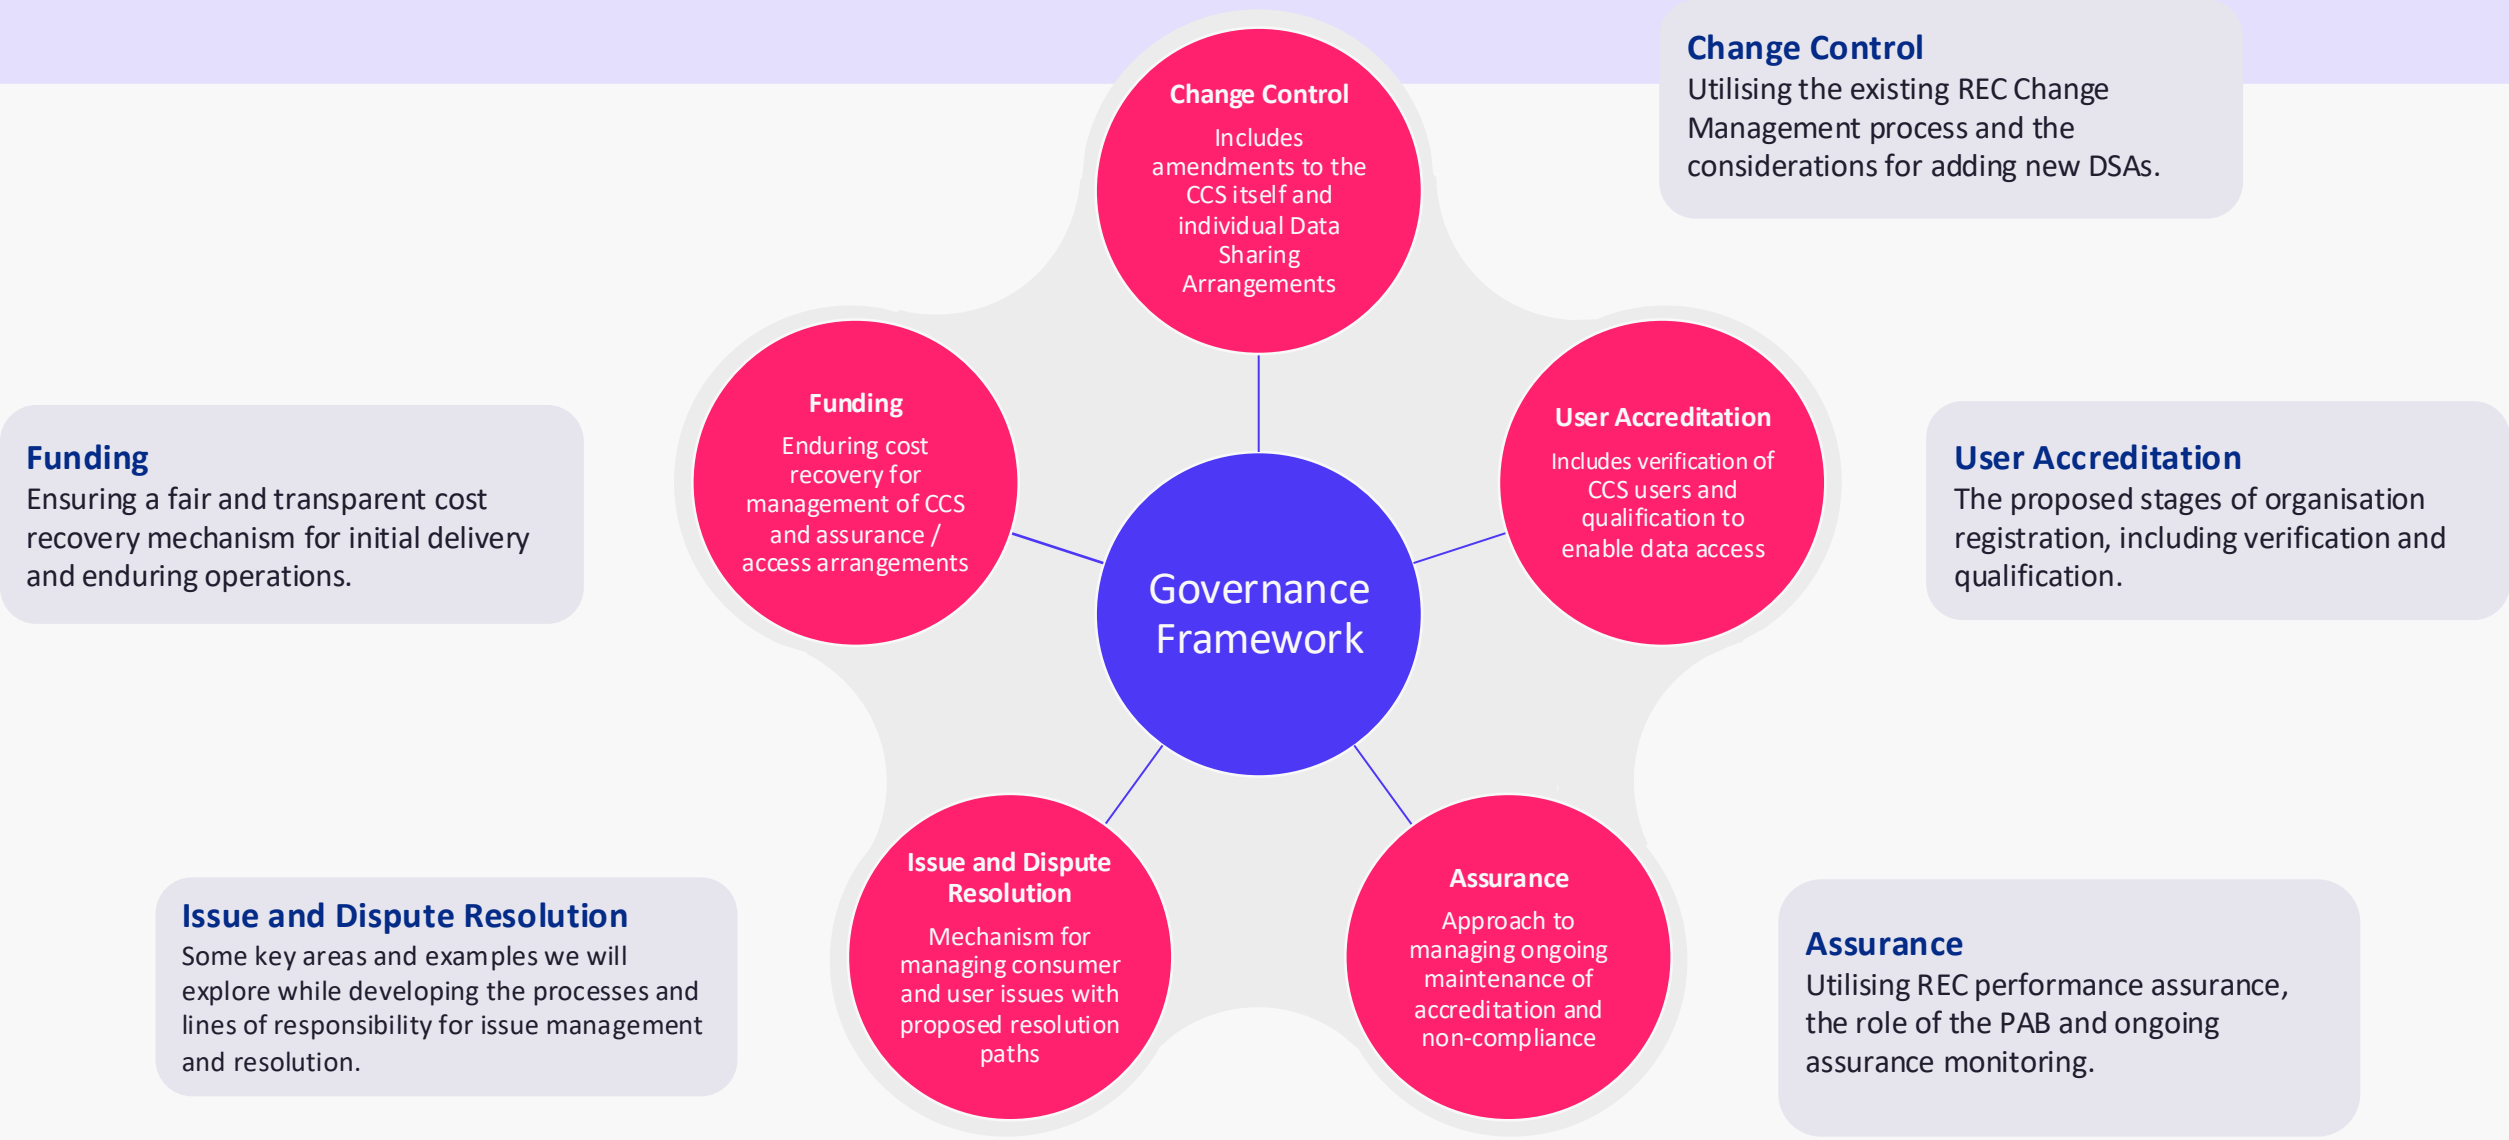 Change Control
Includes
amendments to the
CCS itself and
individual Data
Sharing
Arrangements
Change Control
Utilising the existing REC Change
Management process and the
considerations for adding new DSAs.
Funding
Ensuring a fair and transparent cost
recovery mechanism for initial delivery
and enduring operations.
Funding
Enduring cost
recovery for
management of CCS
and assurance /
access arrangements
Governance
Framework
User Accreditation
Includes verification of
CCS users and
qualification to
enable data access
User Accreditation
The proposed stages of organisation
registration, including verification and
qualification.
Issue and Dispute Resolution
Some key areas and examples we will
explore while developing the processes and
lines of responsibility for issue management
and resolution.
Issue and Dispute
Resolution
Mechanism for
managing consumer
and user issues with
proposed resolution
paths
Assurance
Approach to
managing ongoing
maintenance of
accreditation and
non-compliance
Assurance
Utilising REC performance assurance,
the role of the PAB and ongoing
assurance monitoring.